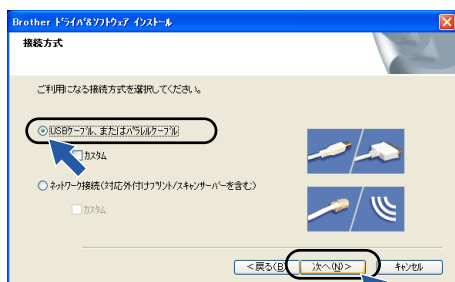 Brother ﾄﾞﾗｲﾊﾞ&ｿﾌﾄｳｪｱ ｲﾝｽﾄｰﾙ
接続方式
ご利用になる接続方式を選択してください。
USBｹｰﾌﾞﾙ、またはﾊﾟﾗﾚﾙｹｰﾌﾞﾙ
ｶｽﾀﾑ
ﾈｯﾄﾜｰｸ接続(対応外付けﾌﾟﾘﾝﾄ/ｽｷｬﾝｻｰﾊﾞｰを含む)
ｶｽﾀﾑ
<戻る(B) 次へ(N)> ｷｬﾝｾﾙ